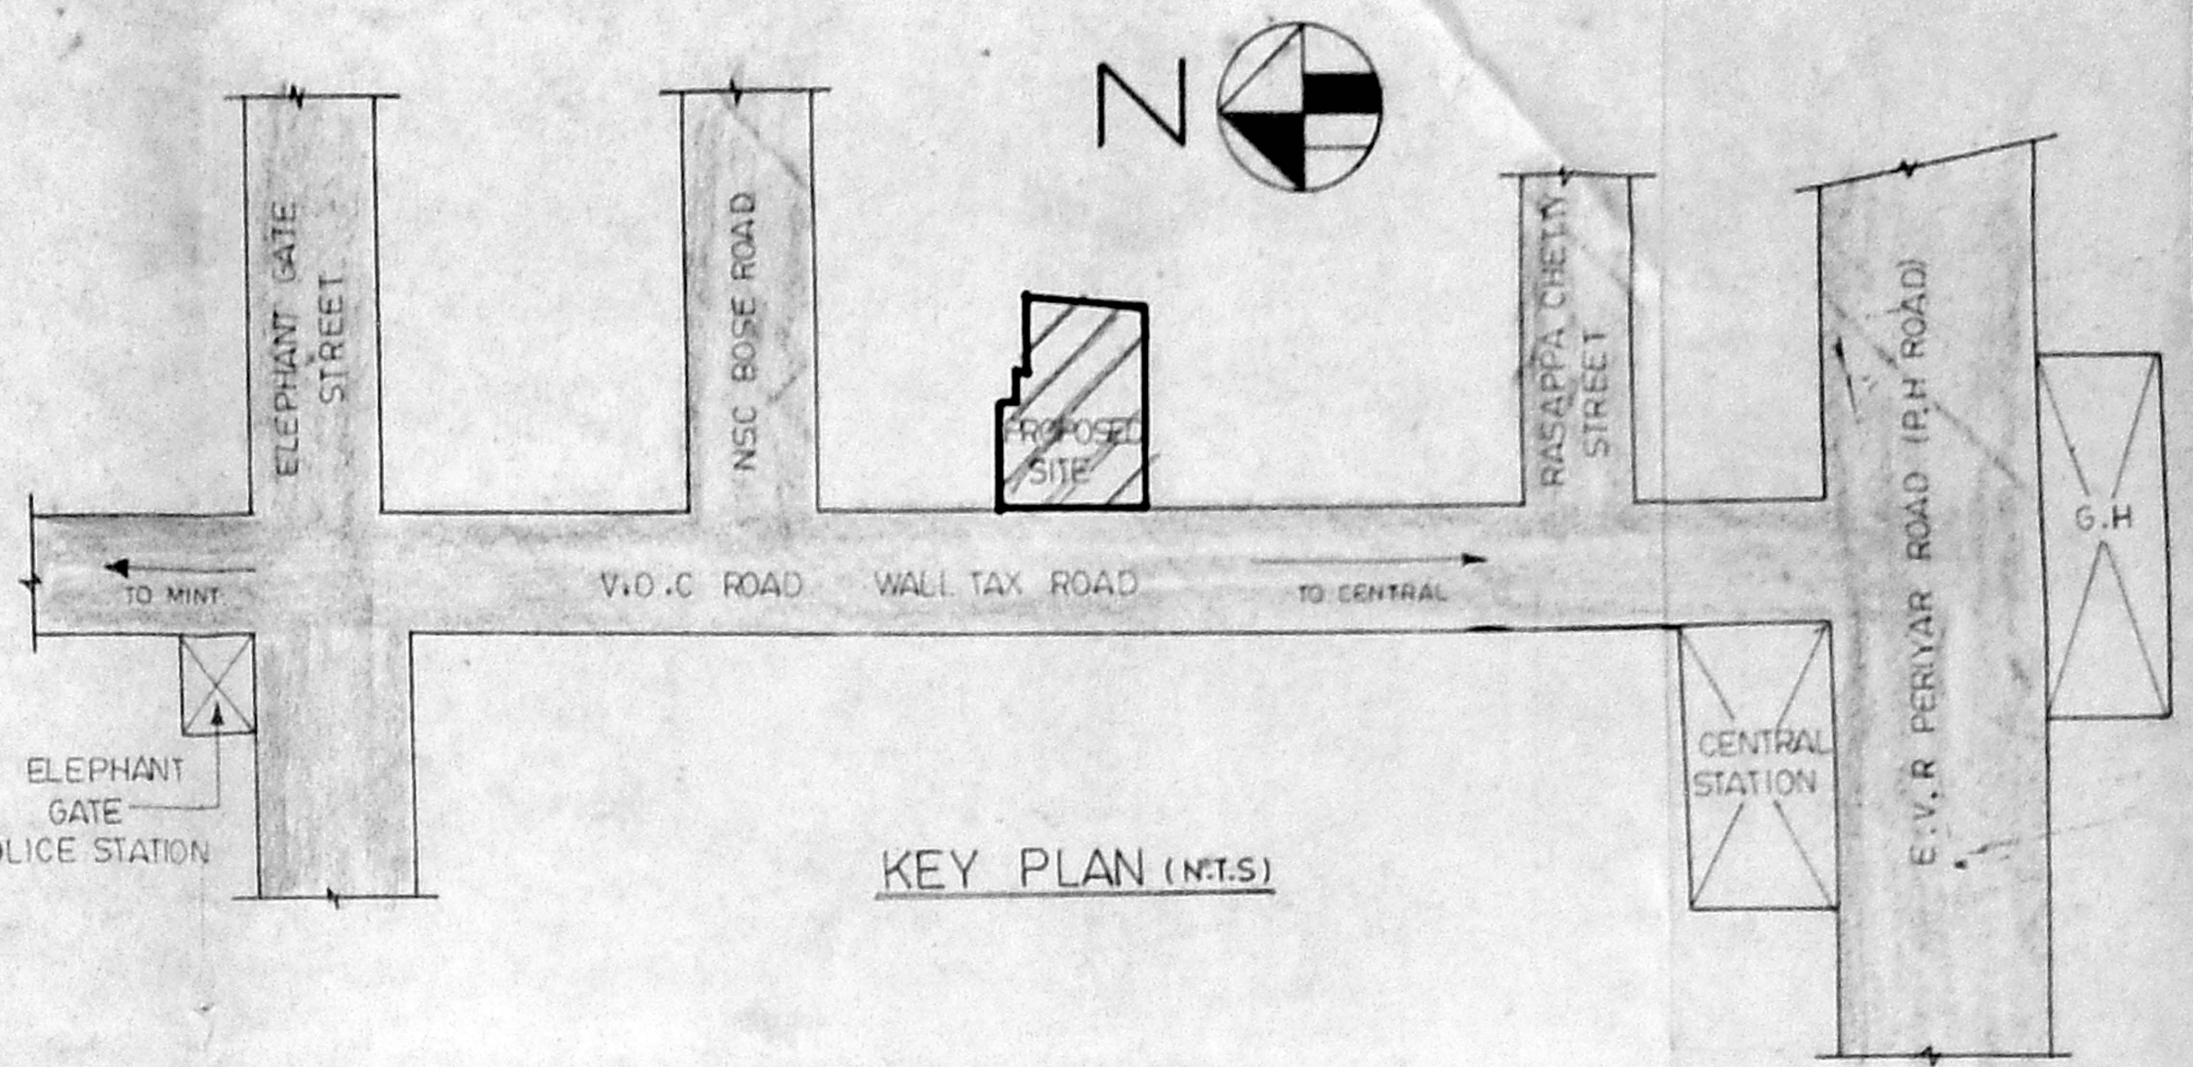 N
ELEPHANT GATE
STREET.
NSC BOSE ROAD
PROPOSED
SITE
RASAPPA CHETTY
STREET
E.V.R PERIYAR ROAD (P.H ROAD)
G.H
TO MINT.
V.O.C ROAD WALL TAX ROAD
TO CENTRAL
CENTRAL
STATION
ELEPHANT
GATE
OLICE STATION
KEY PLAN (N.T.S)